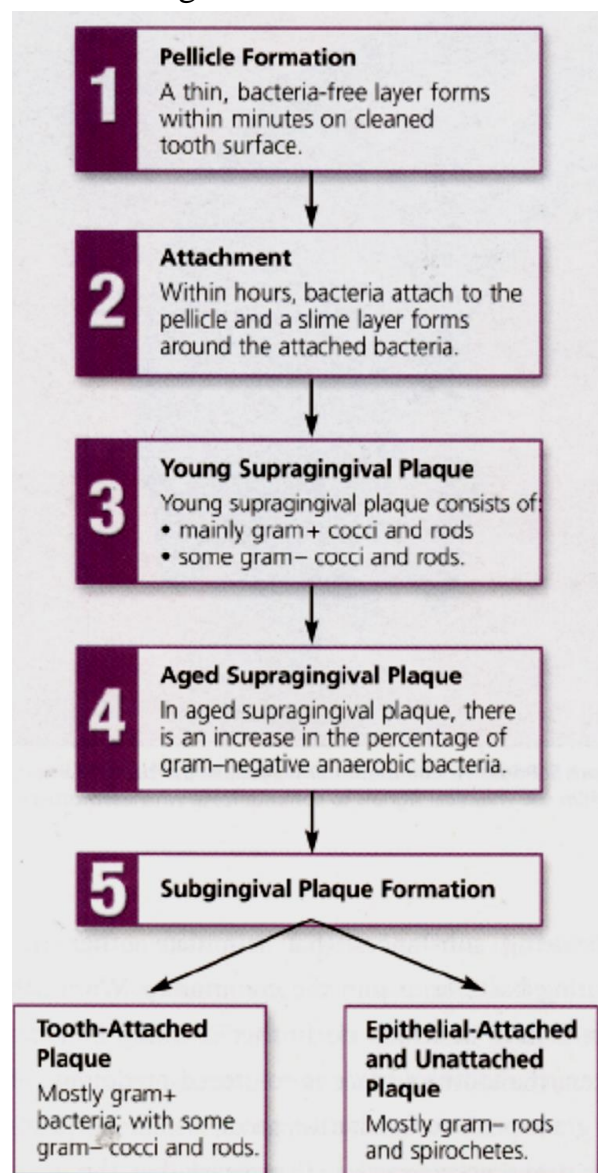 1
Pellicle Formation
A thin, bacteria-free layer forms
within minutes on cleaned
tooth surface.
2
Attachment
Within hours, bacteria attach to the
pellicle and a slime layer forms
around the attached bacteria.
3
Young Supragingival Plaque
Young supragingival plaque consists of:
• mainly gram+ cocci and rods
• some gram– cocci and rods.
4
Aged Supragingival Plaque
In aged supragingival plaque, there
is an increase in the percentage of
gram–negative anaerobic bacteria.
5
Subgingival Plaque Formation
Tooth-Attached
Plaque
Mostly gram+
bacteria; with some
gram– cocci and rods.
Epithelial-Attached
and Unattached
Plaque
Mostly gram– rods
and spirochetes.